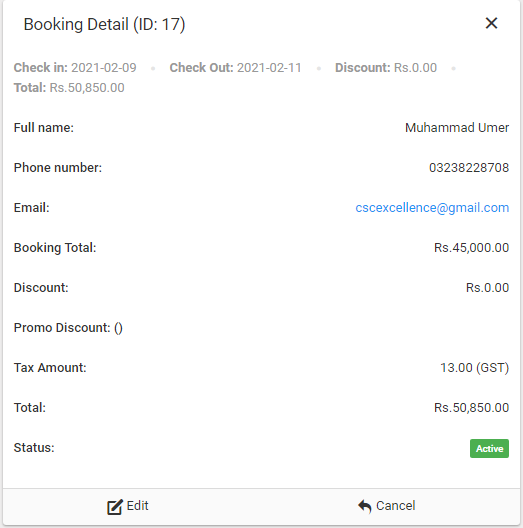 Booking Detail (ID: 17)
Check in: 2021-02-09 • Check Out: 2021-02-11 • Discount: Rs.0.00 •
Total: Rs.50,850.00
Full name: Muhammad Umer
Phone number: 03238228708
Email: cscexcellence@gmail.com
Booking Total: Rs.45,000.00
Discount: Rs.0.00
Promo Discount: ()
Tax Amount: 13.00 (GST)
Total: Rs.50,850.00
Status: Active
Edit Cancel